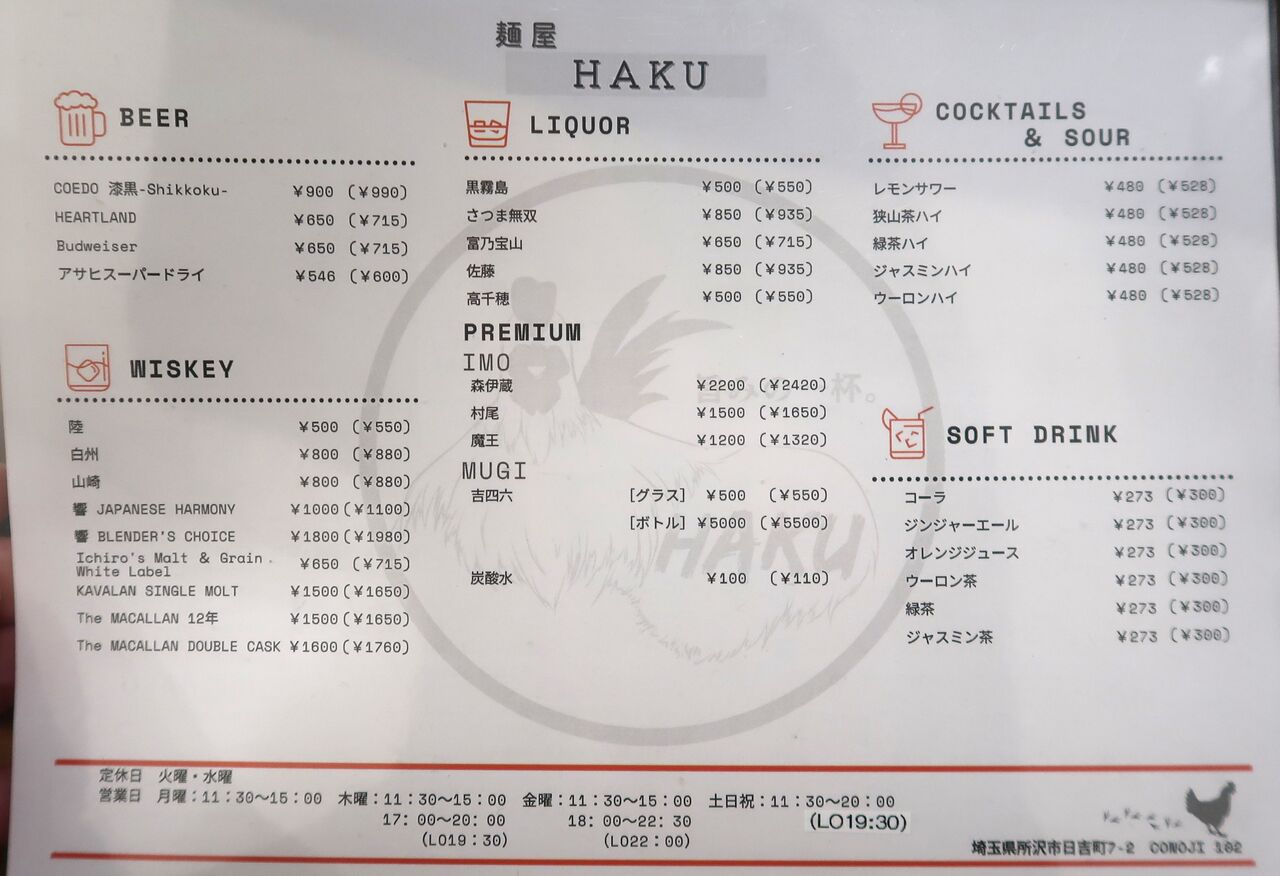 麺屋
HAKU
BEER
COEDO 漆黒-Shikkoku- ¥900 (¥990)
HEARTLAND ¥650 (¥715)
Budweiser ¥650 (¥715)
アサヒスーパードライ ¥546 (¥600)
WISKEY
陸 ¥500 (¥550)
白州 ¥800 (¥880)
山崎 ¥800 (¥880)
響 JAPANESE HARMONY ¥1000(¥1100)
響 BLENDER'S CHOICE ¥1800(¥1980)
Ichiro's Malt & Grain
White Label ¥650 (¥715)
KAVALAN SINGLE MOLT ¥1500(¥1650)
The MACALLAN 12年 ¥1500(¥1650)
The MACALLAN DOUBLE CASK ¥1600(¥1760)
LIQUOR
黒霧島 ¥500 (¥550)
さつま無双 ¥850 (¥935)
富乃宝山 ¥650 (¥715)
佐藤 ¥850 (¥935)
高千穂 ¥500 (¥550)
PREMIUM
IMO
森伊蔵 ¥2200 (¥2420)
村尾 ¥1500 (¥1650)
魔王 ¥1200 (¥1320)
MUGI
吉四六 [グラス] ¥500 (¥550)
[ボトル] ¥5000 (¥5500)
炭酸水 ¥100 (¥110)
旨みの一杯。
HAKU
COCKTAILS
& SOUR
レモンサワー ¥480 (¥528)
狭山茶ハイ ¥480 (¥528)
緑茶ハイ ¥480 (¥528)
ジャスミンハイ ¥480 (¥528)
ウーロンハイ ¥480 (¥528)
SOFT DRINK
コーラ ¥273 (¥300)
ジンジャーエール ¥273 (¥300)
オレンジジュース ¥273 (¥300)
ウーロン茶 ¥273 (¥300)
緑茶 ¥273 (¥300)
ジャスミン茶 ¥273 (¥300)
定休日 火曜・水曜
営業日 月曜:11:30〜15:00 木曜:11:30〜15:00 金曜:11:30〜15:00 土日祝:11:30〜20:00
17:00〜20:00 18:00〜22:30 (LO19:30)
(LO19:30) (LO22:00)
埼玉県所沢市日吉町7-2 CONOJI 102